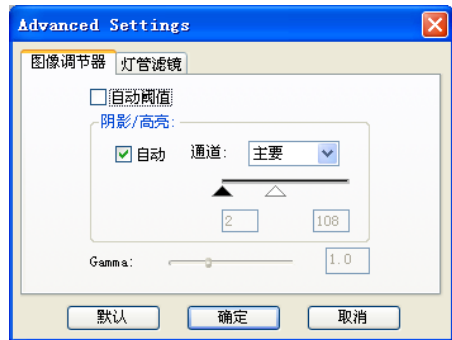 Advanced Settings
图像调节器 灯管滤镜
自动阈值
阴影/高亮:
自动 通道: 主要
2 108
Gamma: 1.0
默认 确定 取消